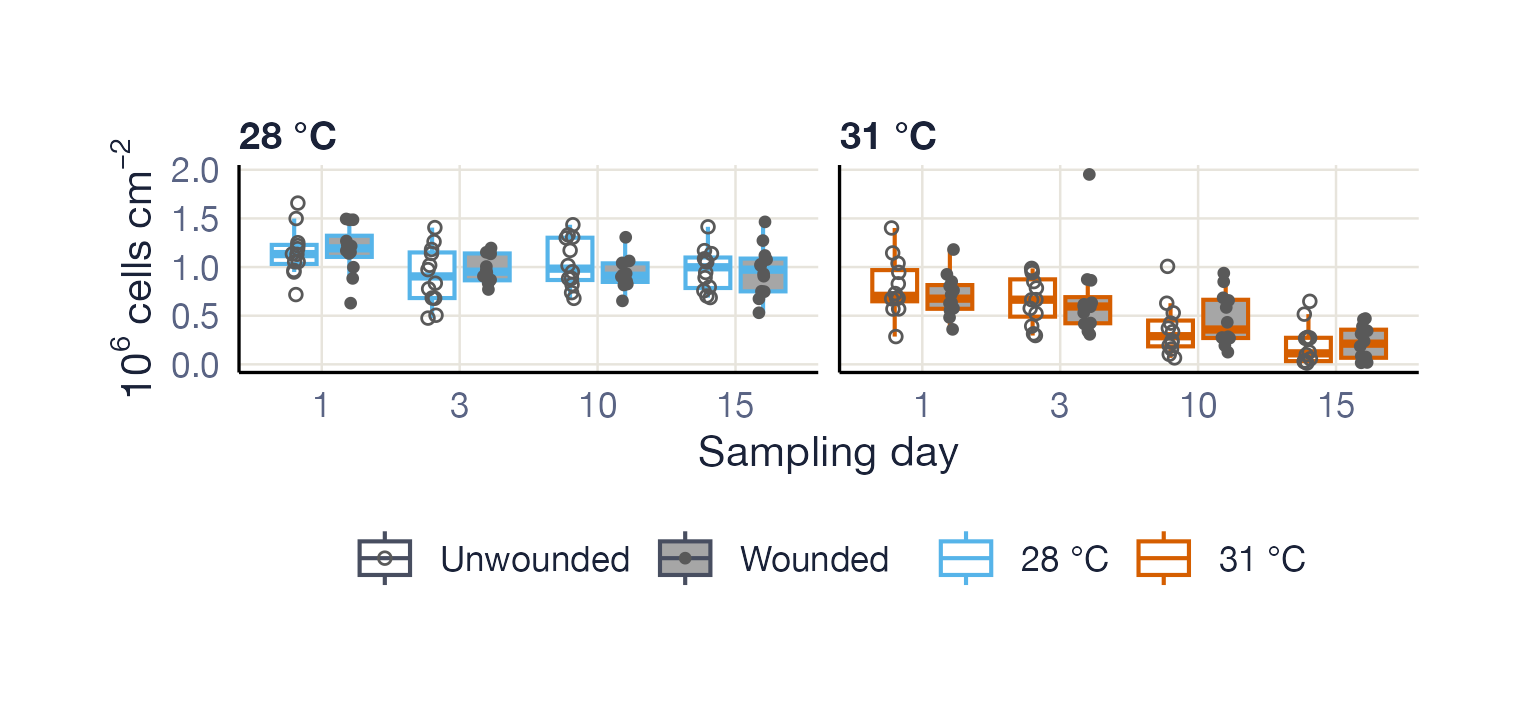 28 °C 31 °C
10⁶ cells cm⁻²
2.0
1.5
1.0
0.5
0.0
1 3 10 15 1 3 10 15
Sampling day
Unwounded Wounded 28 °C 31 °C